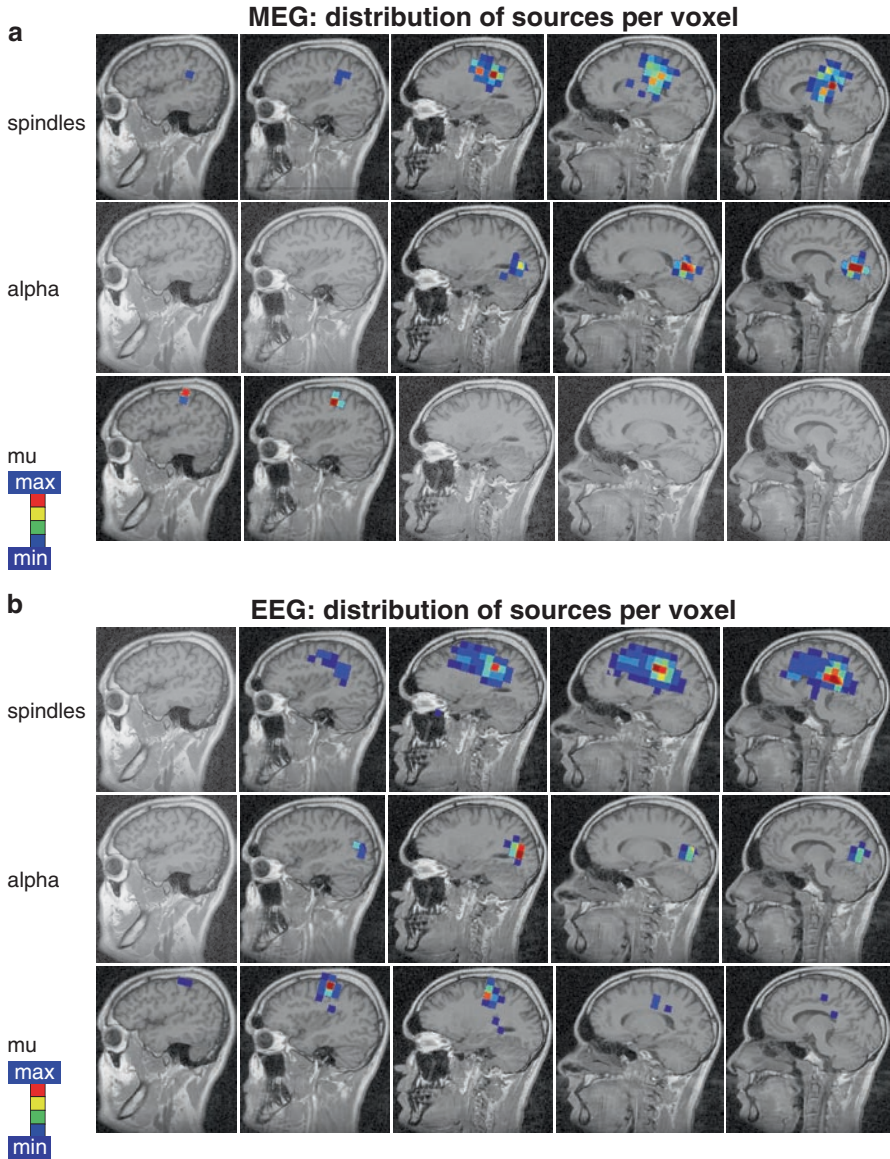 a
MEG: distribution of sources per voxel
spindles
alpha
mu
max
min
b
EEG: distribution of sources per voxel
spindles
alpha
mu
max
min